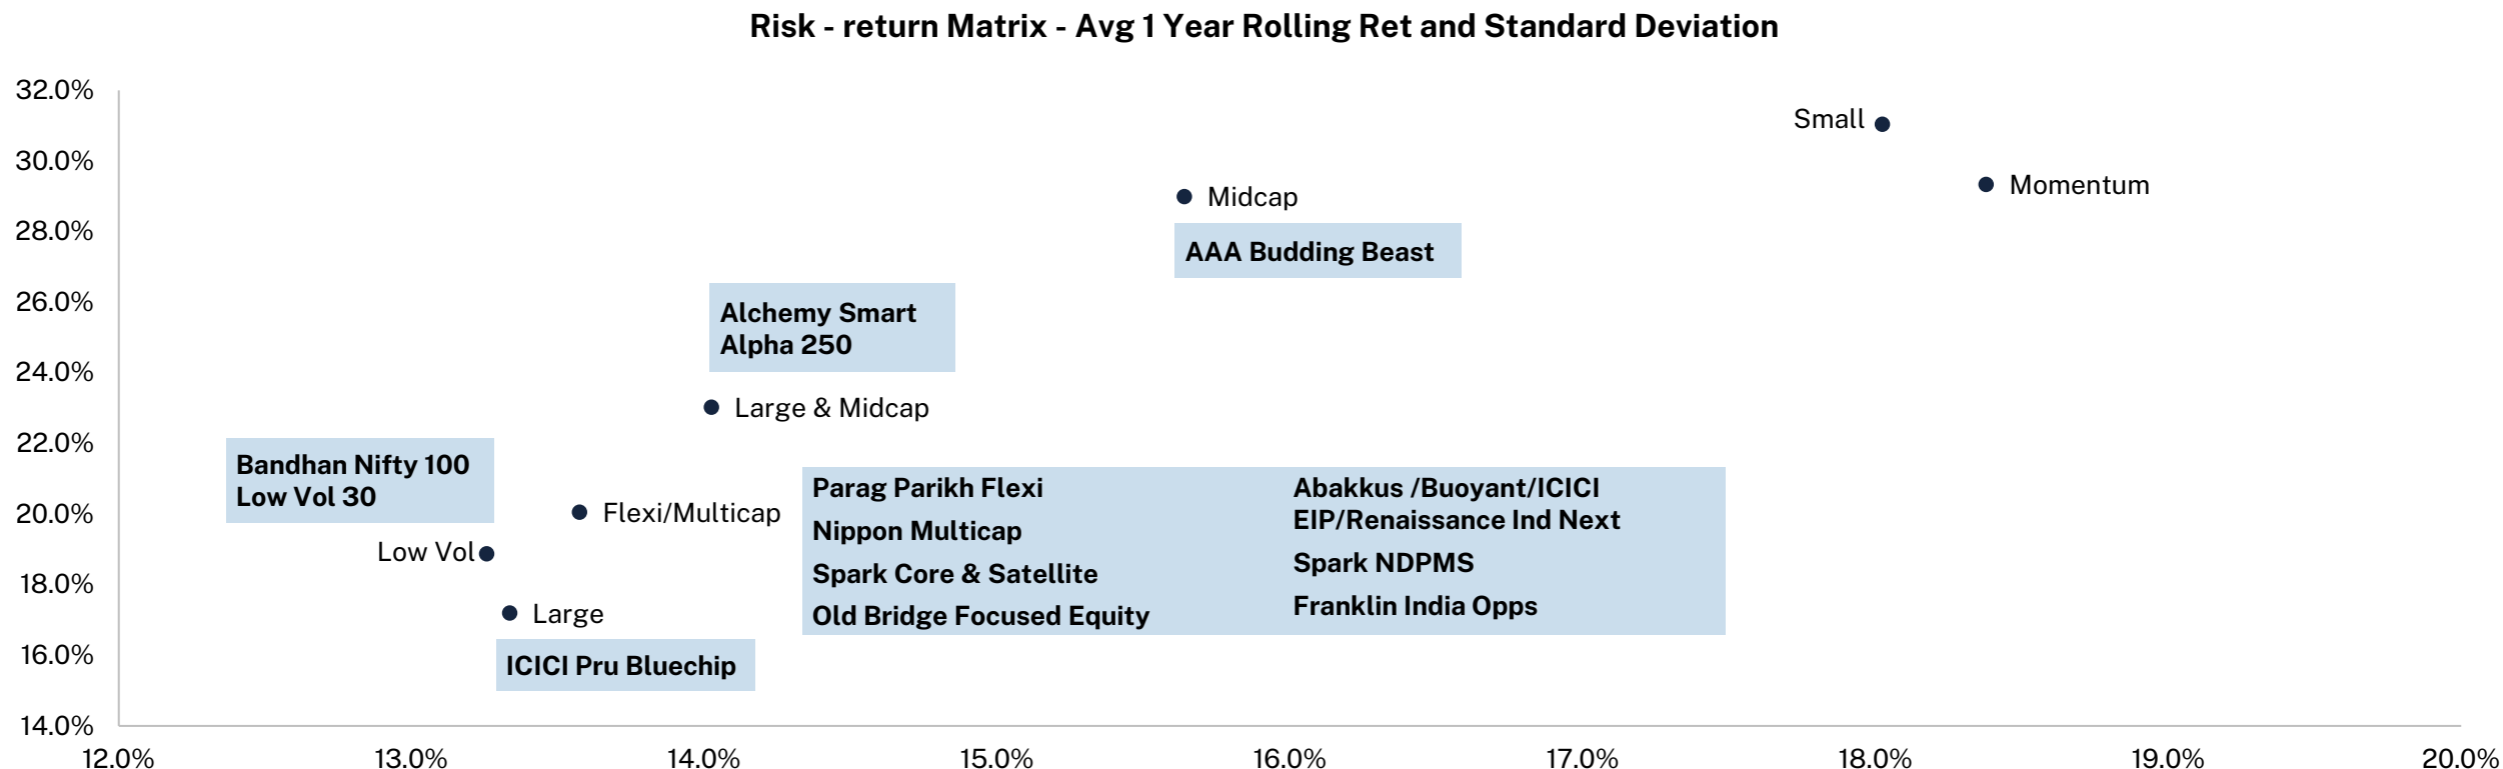 Risk - return Matrix - Avg 1 Year Rolling Ret and Standard Deviation
32.0%
30.0%
28.0%
26.0%
24.0%
22.0%
20.0%
18.0%
16.0%
14.0%
Small
Momentum
Midcap
AAA Budding Beast
Alchemy Smart
Alpha 250
Large & Midcap
Bandhan Nifty 100
Low Vol 30
Flexi/Multicap
Low Vol
Large
ICICI Pru Bluechip
Parag Parikh Flexi
Nippon Multicap
Spark Core & Satellite
Old Bridge Focused Equity
Abakkus /Buoyant/ICICI
EIP/Renaissance Ind Next
Spark NDPMS
Franklin India Opps
12.0% 13.0% 14.0% 15.0% 16.0% 17.0% 18.0% 19.0% 20.0%